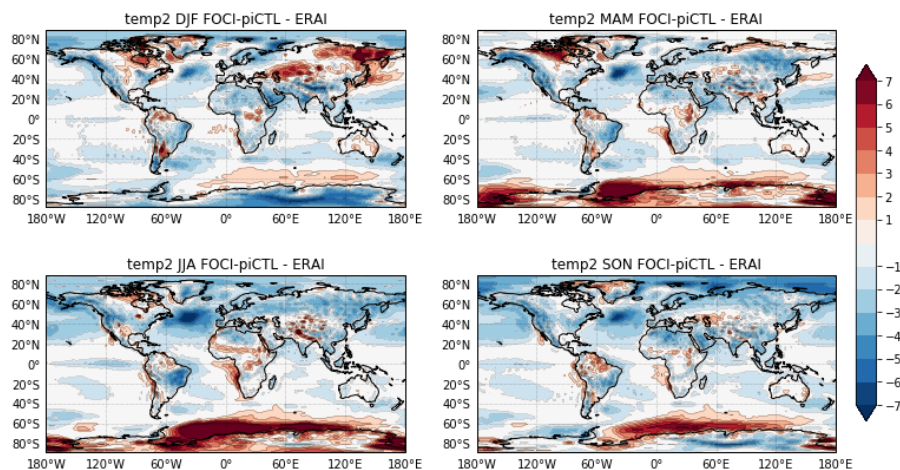 temp2 DJF FOCI-piCTL - ERAI
80°N
60°N
40°N
20°N
0°
20°S
40°S
60°S
80°S
180°W 120°W 60°W 0° 60°E 120°E 180°E
temp2 MAM FOCI-piCTL - ERAI
80°N
60°N
40°N
20°N
0°
20°S
40°S
60°S
80°S
180°W 120°W 60°W 0° 60°E 120°E 180°E
temp2 JJA FOCI-piCTL - ERAI
80°N
60°N
40°N
20°N
0°
20°S
40°S
60°S
80°S
180°W 120°W 60°W 0° 60°E 120°E 180°E
temp2 SON FOCI-piCTL - ERAI
80°N
60°N
40°N
20°N
0°
20°S
40°S
60°S
80°S
180°W 120°W 60°W 0° 60°E 120°E 180°E
7
6
5
4
3
2
1
−1
−2
−3
−4
−5
−6
−7